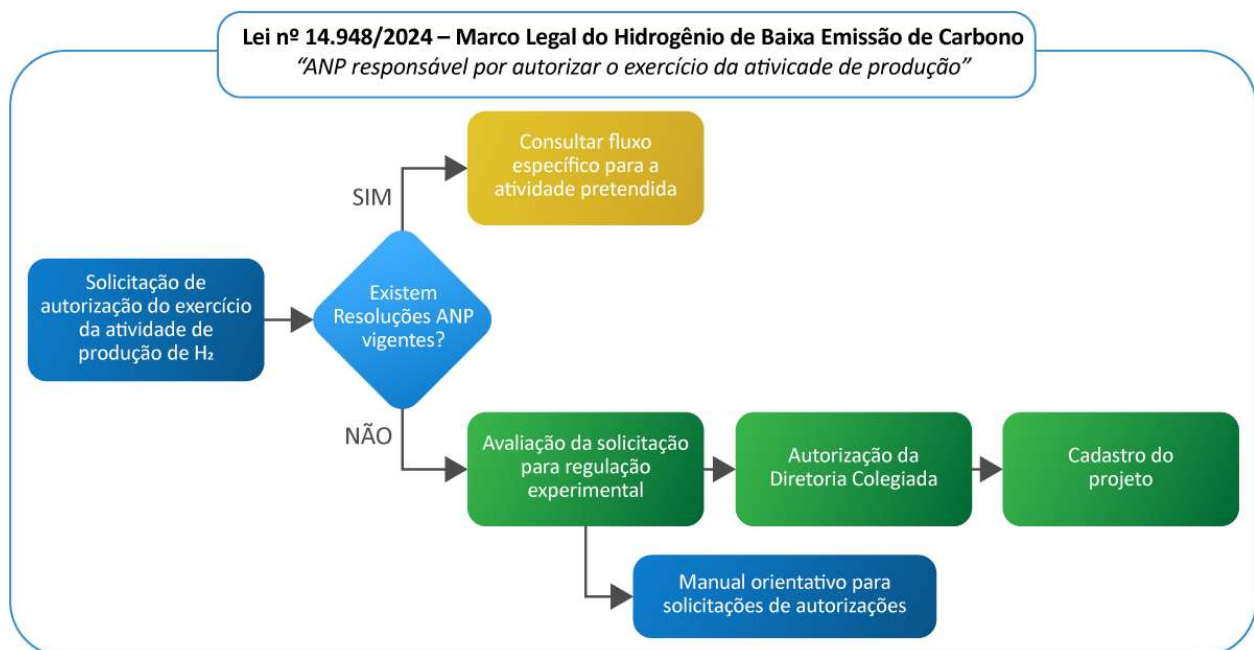 Lei nº 14.948/2024 – Marco Legal do Hidrogênio de Baixa Emissão de Carbono
“ANP responsável por autorizar o exercício da ativicade de produção”
Consultar fluxo
específico para a
atividade pretendida
SIM
Solicitação de
autorização do exercício
da atividade de
produção de H₂
Existem
Resoluções ANP
vigentes?
NÃO
Avaliação da solicitação
para regulação
experimental
Autorização da
Diretoria Colegiada
Cadastro do
projeto
Manual orientativo para
solicitações de autorizações